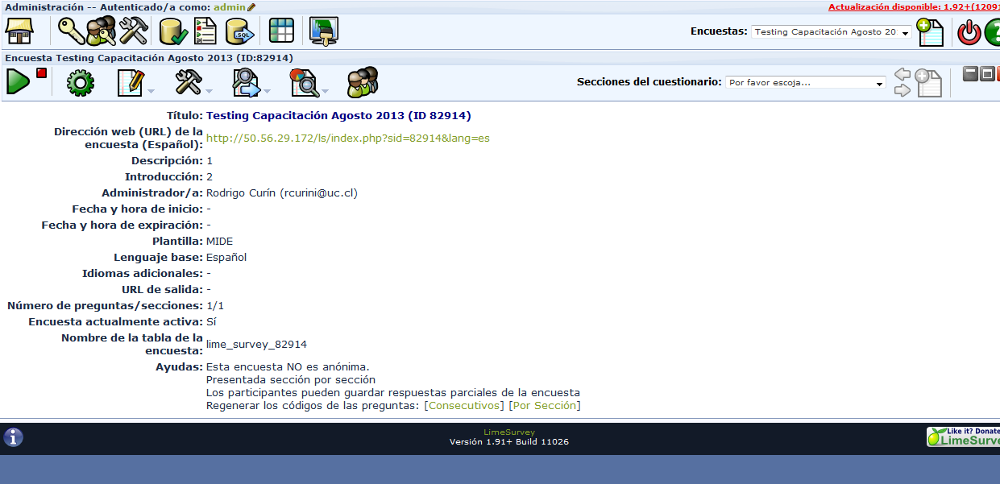 Administración -- Autenticado/a como: admin
Actualización disponible: 1.92+(12091
SQL
Encuestas: Testing Capacitación Agosto 20
Encuesta Testing Capacitación Agosto 2013 (ID:82914)
Secciones del cuestionario: Por favor escoja...
Título: Testing Capacitación Agosto 2013 (ID 82914)
Dirección web (URL) de la
encuesta (Español): http://50.56.29.172/ls/index.php?sid=82914&lang=es
Descripción: 1
Introducción: 2
Administrador/a: Rodrigo Curín (rcurini@uc.cl)
Fecha y hora de inicio: -
Fecha y hora de expiración: -
Plantilla: MIDE
Lenguaje base: Español
Idiomas adicionales: -
URL de salida: -
Número de preguntas/secciones: 1/1
Encuesta actualmente activa: Sí
Nombre de la tabla de la
encuesta: lime_survey_82914
Ayudas: Esta encuesta NO es anónima.
Presentada sección por sección
Los participantes pueden guardar respuestas parciales de la encuesta
Regenerar los códigos de las preguntas: [Consecutivos] [Por Sección]
LimeSurvey
Versión 1.91+ Build 11026
Like it? Donate
LimeSurve